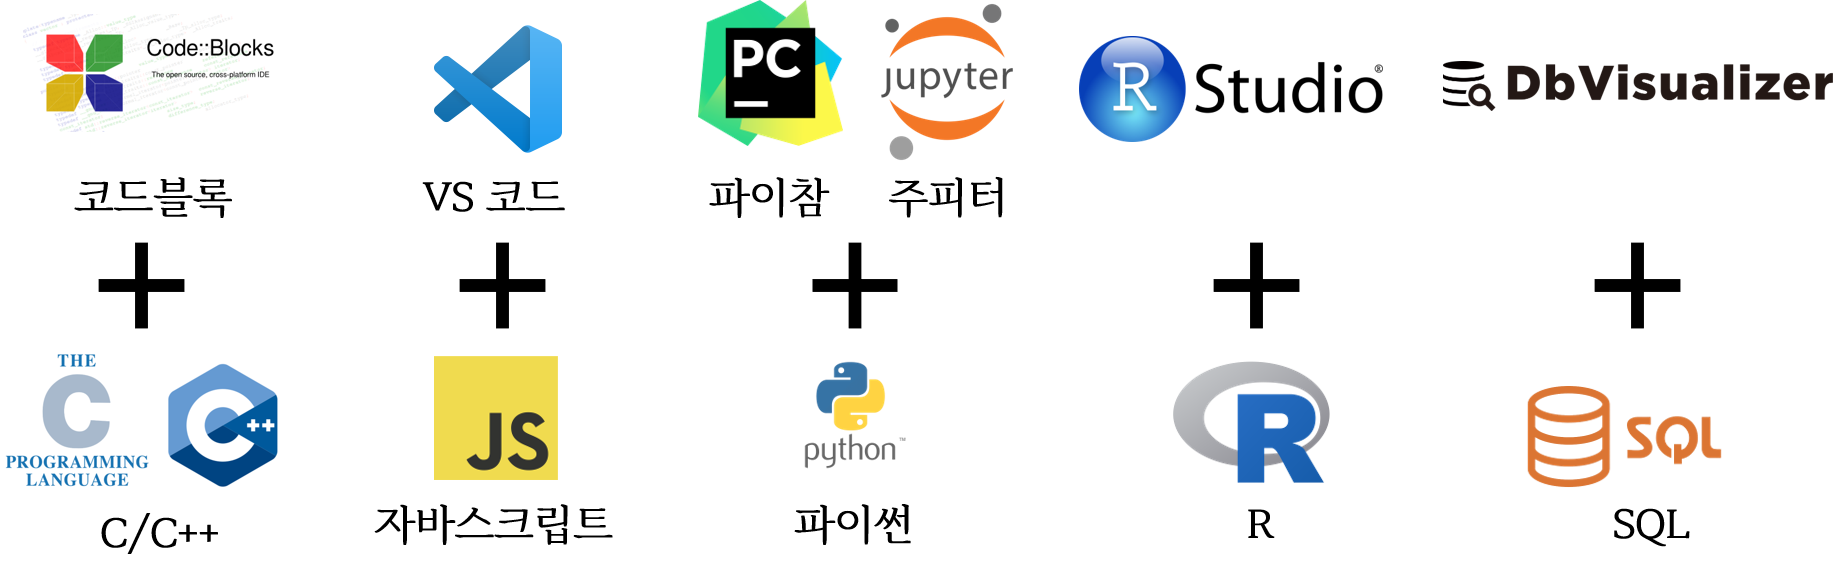 Code::Blocks
The open source, cross-platform IDE
PC
jupyter
R Studio®
DbVisualizer
코드블록
VS 코드
파이참
주피터
THE
C
PROGRAMMING
LANGUAGE
C++
JS
python™
R
SQL
C/C++
자바스크립트
파이썬
R
SQL